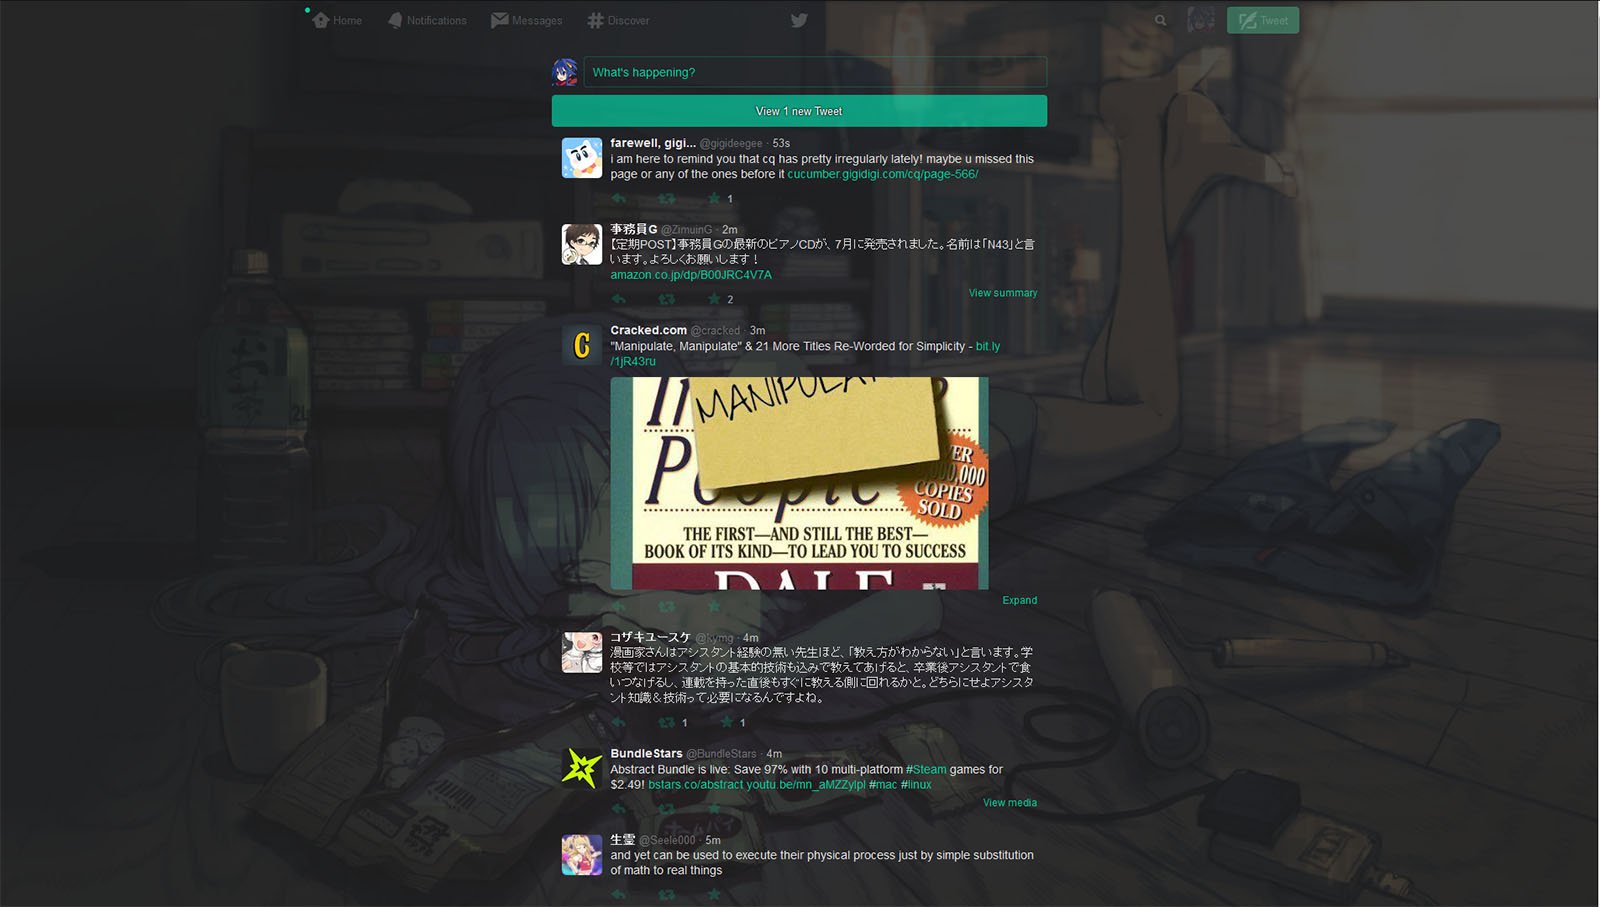 Home Notifications Messages Discover Tweet
What's happening?
View 1 new Tweet
farewell, gigi... @gigideegee · 53s
i am here to remind you that cq has pretty irregularly lately! maybe u missed this
page or any of the ones before it cucumber.gigidigi.com/cq/page-566/
1
事務員G @ZimuinG · 2m
【定期POST】事務員Gの最新のピアノCDが、7月に発売されました。名前は「N43」と言
います。よろしくお願いします！
amazon.co.jp/dp/B00JRC4V7A
View summary
2
Cracked.com @cracked · 3m
"Manipulate, Manipulate" & 21 More Titles Re-Worded for Simplicity - bit.ly
/1jR43ru
MANIPULA
People
COPIES
SOLD
THE FIRST—AND STILL THE BEST—
BOOK OF ITS KIND—TO LEAD YOU TO SUCCESS
DALE
Expand
コザキユースケ @kymg · 4m
漫画家さんはアシスタント経験の無い先生ほど、「教え方がわからない」と言います。学
校等ではアシスタントの基本的技術も込みで教えてあげると、卒業後アシスタントで食
いつなげるし、連載を持った直後もすぐに教える側に回れるかと。どちらにせよアシスタ
ント知識＆技術って必要になるんですよね。
1 1
BundleStars @BundleStars · 4m
Abstract Bundle is live: Save 97% with 10 multi-platform #Steam games for
$2.49! bstars.co/abstract youtu.be/mn_aMZZylpI #mac #linux
View media
生霊 @Seele000 · 5m
and yet can be used to execute their physical process just by simple substitution
of math to real things